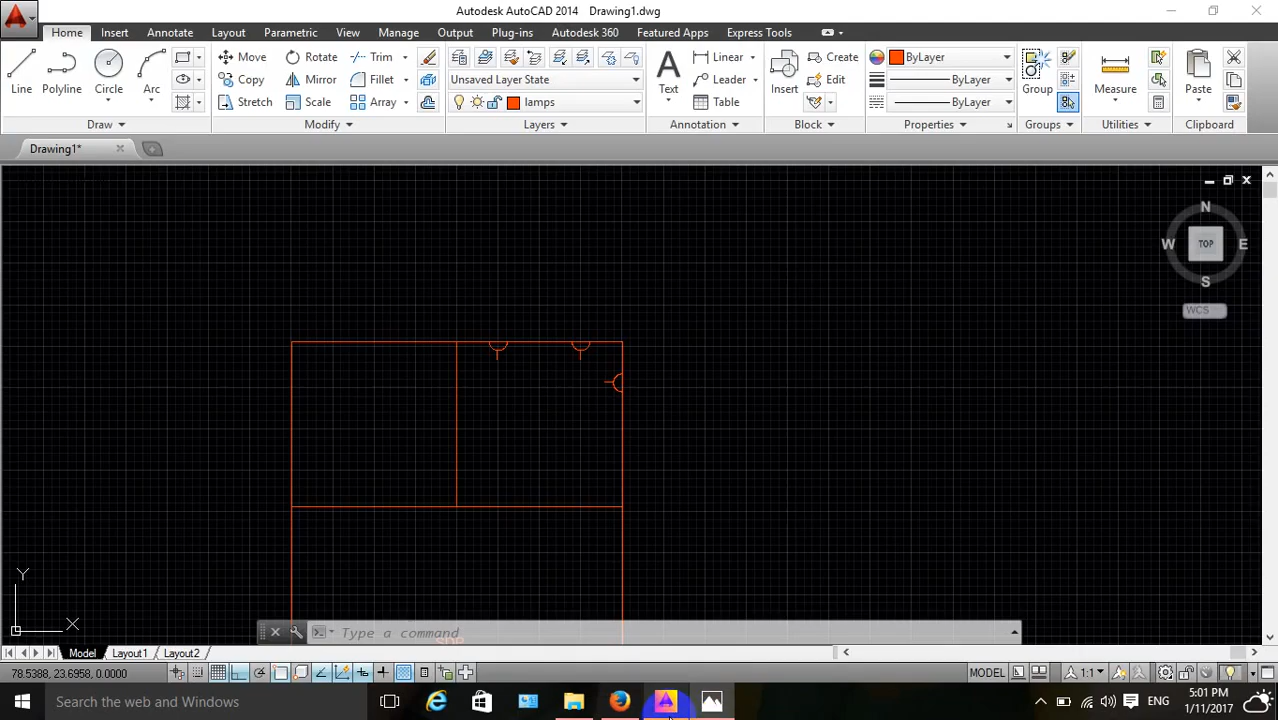 Autodesk AutoCAD 2014 Drawing1.dwg
Home Insert Annotate Layout Parametric View Manage Output Plug-ins Autodesk 360 Featured Apps Express Tools
Line Polyline Circle Arc
Move Rotate Trim
Copy Mirror Fillet
Stretch Scale Array
Unsaved Layer State
lamps
Text Linear
Leader
Table
Insert Create
Edit
ByLayer
ByLayer
ByLayer
Group Measure Paste
Draw Modify Layers Annotation Block Properties Groups Utilities Clipboard
Drawing1*
N
W TOP E
S
WCS
Y
X
SDB
Type a command
Model Layout1 Layout2
78.5388, 23.6958, 0.0000 MODEL 1:1
Search the web and Windows
ENG
5:01 PM
1/11/2017